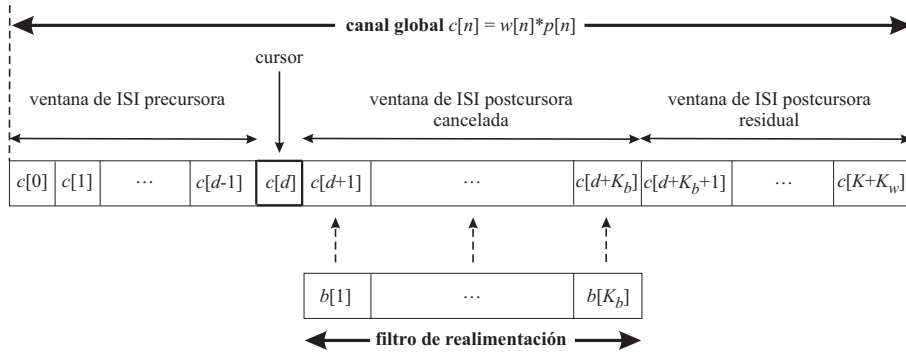 canal global c[n] = w[n]*p[n]
cursor
ventana de ISI precursora
ventana de ISI postcursora
cancelada
ventana de ISI postcursora
residual
c[0] c[1] ... c[d-1] c[d] c[d+1] ... c[d+K_b] c[d+K_b+1] ... c[K+K_w]
b[1] ... b[K_b]
filtro de realimentación